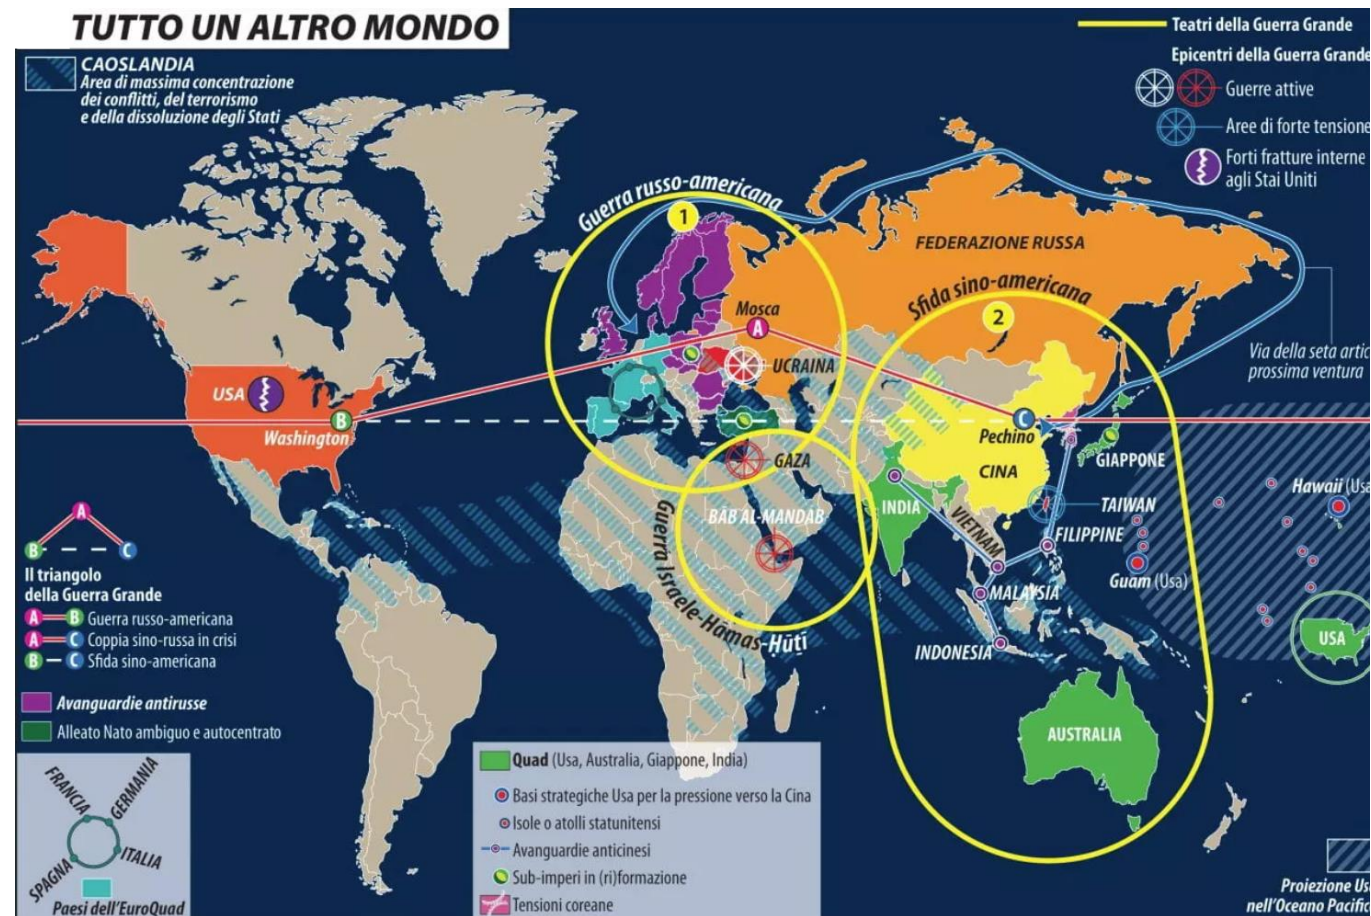 TUTTO UN ALTRO MONDO
CAOSLANDIA
Area di massima concentrazione
dei conflitti, del terrorismo
e della dissoluzione degli Stati
Teatri della Guerra Grande
Epicentri della Guerra Grande
Guerre attive
Aree di forte tensione
Forti fratture interne
agli Stai Uniti
Guerra russo-americana
1
FEDERAZIONE RUSSA
Sfida sino-americana
2
Mosca
A
UCRAINA
Via della seta artic
prossima ventura
USA
B
Washington
C
Pechino
CINA
GIAPPONE
GAZA
BĀB AL-MANDAB
Guerra Israele-Ḥamās-Ḥūṯī
INDIA
VIETNAM
TAIWAN
FILIPPINE
MALAYSIA
INDONESIA
Hawaii (Usa
Guam (Usa)
USA
AUSTRALIA
A
B C
Il triangolo
della Guerra Grande
A B Guerra russo-americana
A C Coppia sino-russa in crisi
B C Sfida sino-americana
Avanguardie antirusse
Alleato Nato ambiguo e autocentrato
FRANCIA
GERMANIA
SPAGNA
ITALIA
Paesi dell'EuroQuad
Quad (Usa, Australia, Giappone, India)
Basi strategiche Usa per la pressione verso la Cina
Isole o atolli statunitensi
Avanguardie anticinesi
Sub-imperi in (ri)formazione
Tensioni coreane
Proiezione Us
nell'Oceano Pacific